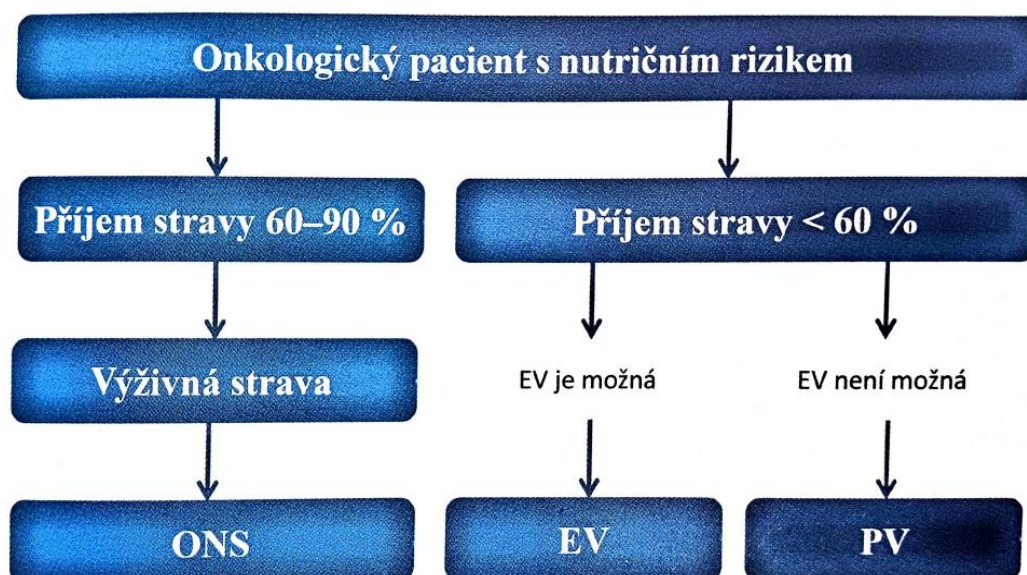 Onkologický pacient s nutričním rizikem
Příjem stravy 60–90 %
Příjem stravy < 60 %
Výživná strava
EV je možná
EV není možná
ONS
EV
PV